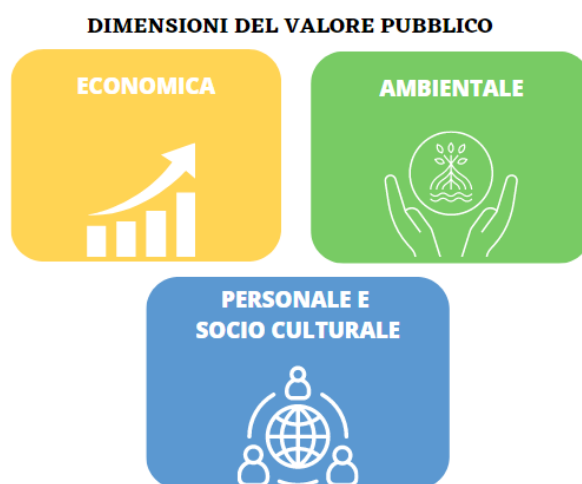 DIMENSIONI DEL VALORE PUBBLICO
ECONOMICA
AMBIENTALE
PERSONALE E
SOCIO CULTURALE